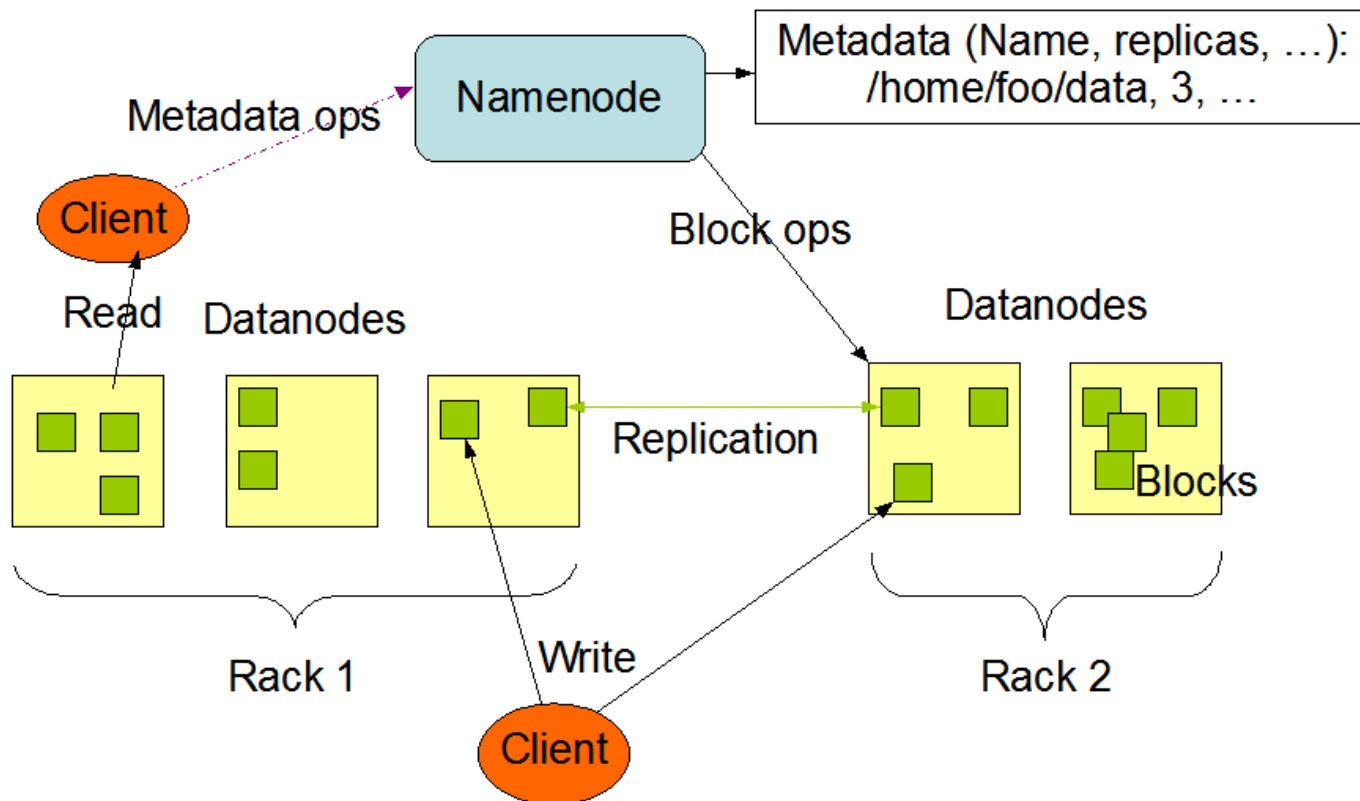 Metadata (Name, replicas, …):
/home/foo/data, 3, …
Namenode
Metadata ops
Client
Block ops
Read
Datanodes
Datanodes
Replication
Blocks
Rack 1
Write
Rack 2
Client